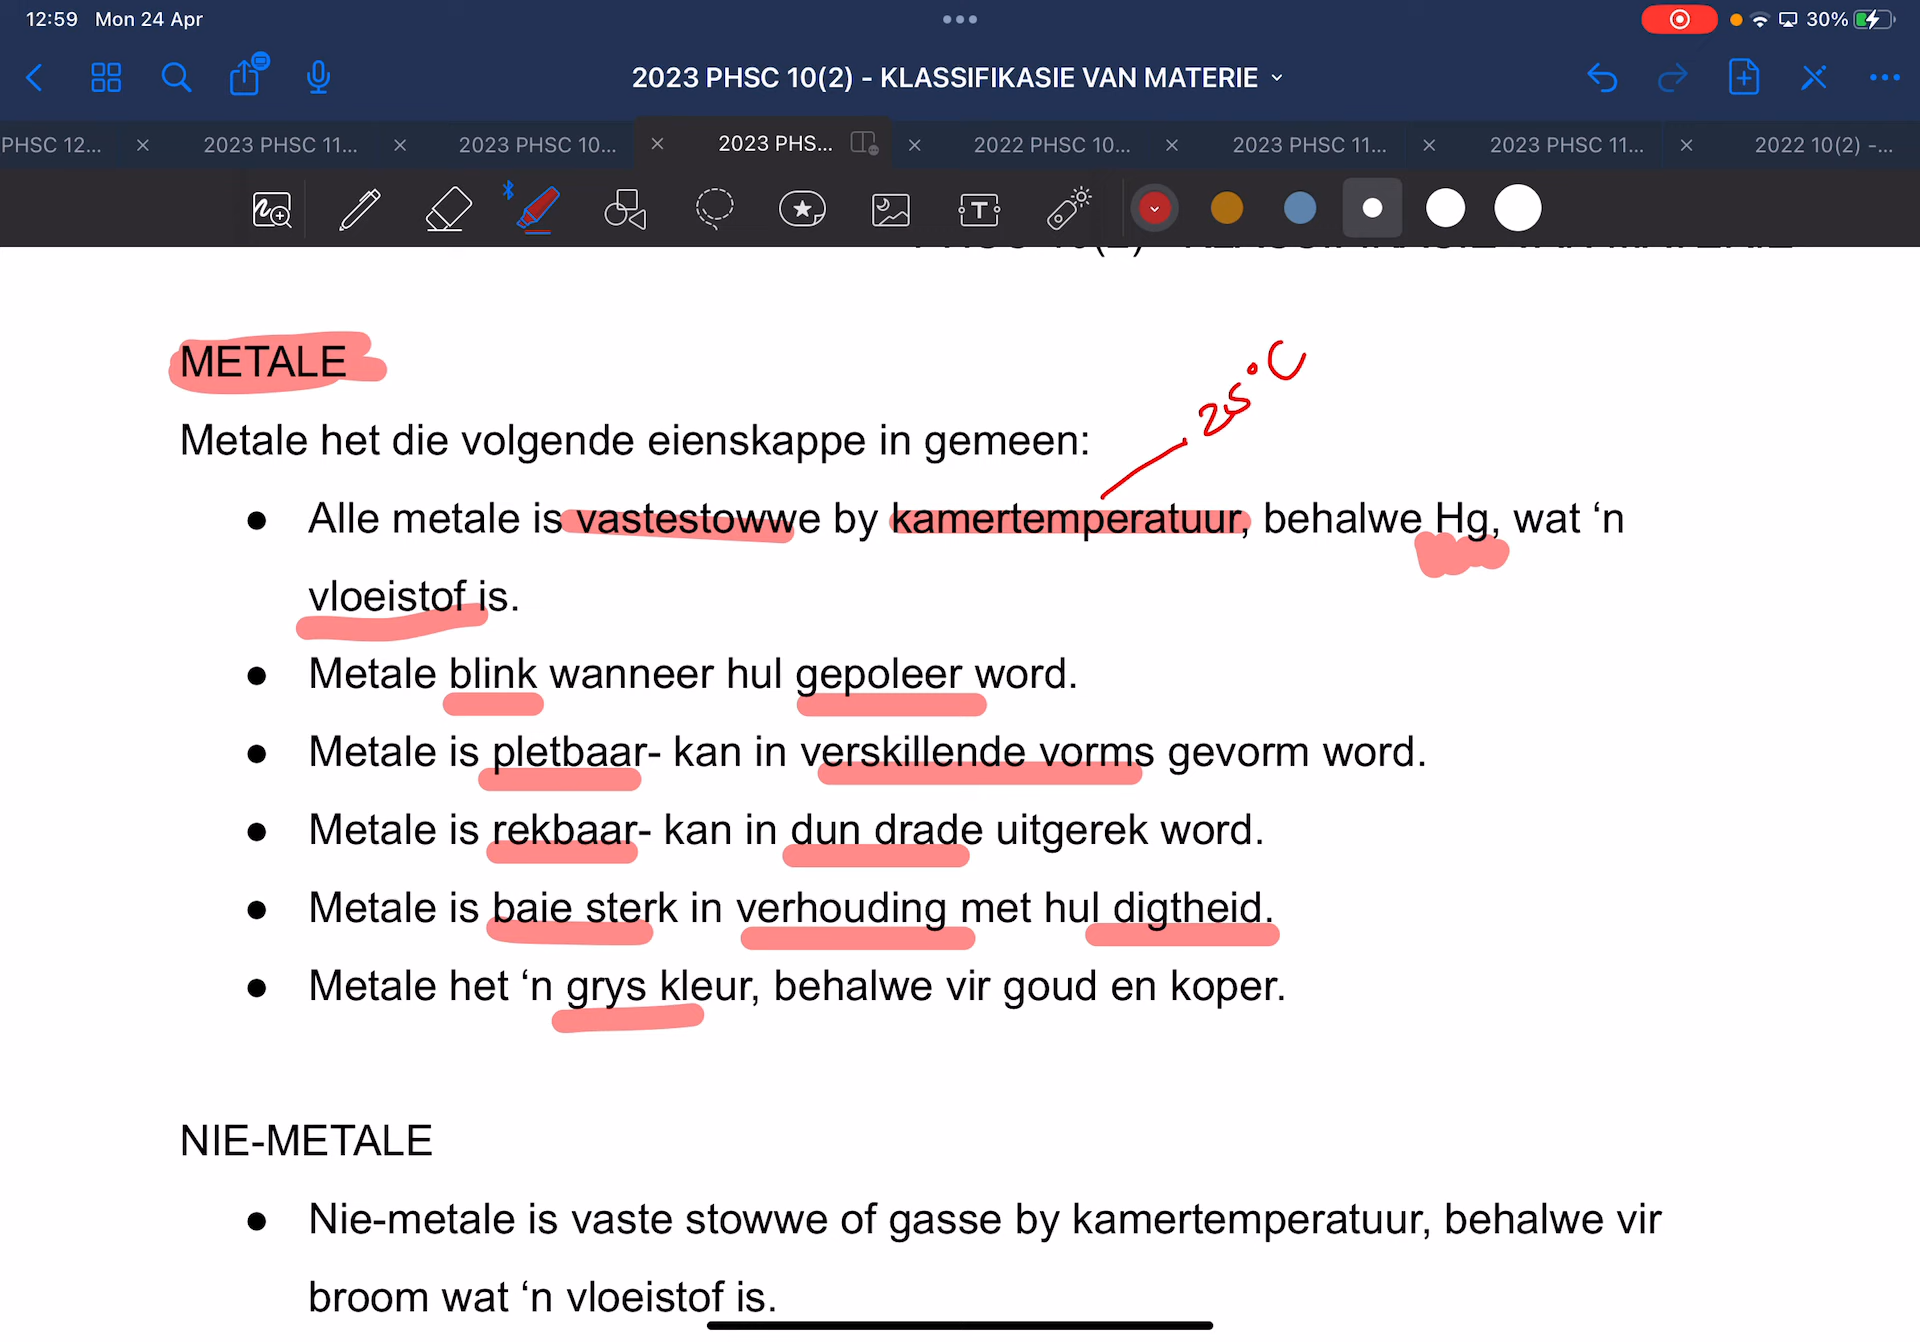 12:59 Mon 24 Apr
30%
2023 PHSC 10(2) - KLASSIFIKASIE VAN MATERIE
PHSC 12... 2023 PHSC 11... 2023 PHSC 10... 2023 PHS... 2022 PHSC 10... 2023 PHSC 11... 2023 PHSC 11... 2022 10(2) -...
PHSC 10(2) - KLASSIFIKASIE VAN MATERIE
METALE
25°C
Metale het die volgende eienskappe in gemeen:
● Alle metale is vastestowwe by kamertemperatuur, behalwe Hg, wat ‘n
vloeistof is.
● Metale blink wanneer hul gepoleer word.
● Metale is pletbaar- kan in verskillende vorms gevorm word.
● Metale is rekbaar- kan in dun drade uitgerek word.
● Metale is baie sterk in verhouding met hul digtheid.
● Metale het ‘n grys kleur, behalwe vir goud en koper.
NIE-METALE
● Nie-metale is vaste stowwe of gasse by kamertemperatuur, behalwe vir
broom wat ‘n vloeistof is.